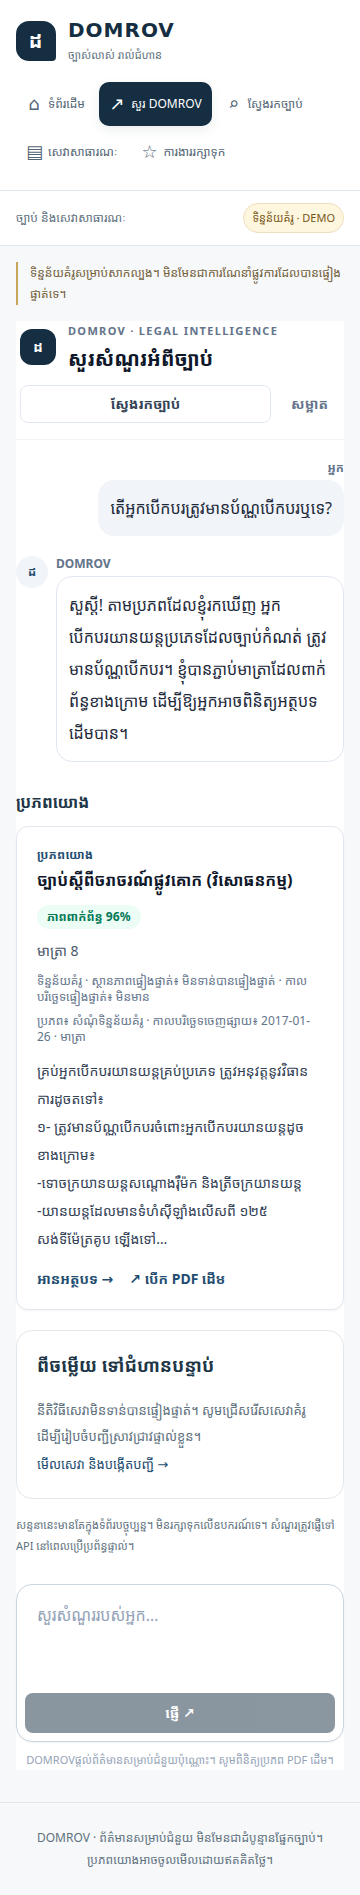 ដ
DOMROV
ច្បាស់លាស់ រាល់ជំហាន
⌂ ទំព័រដើម ↗ សួរ DOMROV ⌕ ស្វែងរកច្បាប់
▤ សេវាសាធារណៈ ☆ ការងាររក្សាទុក
ច្បាប់ និងសេវាសាធារណៈ
ទិន្នន័យគំរូ · DEMO
ទិន្នន័យគំរូសម្រាប់សាកល្បង។ មិនមែនជាការណែនាំផ្លូវការដែលបានផ្ទៀង
ផ្ទាត់ទេ។
ដ
DOMROV · LEGAL INTELLIGENCE
សួរសំណួរអំពីច្បាប់
ស្វែងរកច្បាប់ សម្អាត
អ្នក
តើអ្នកបើកបរត្រូវមានប័ណ្ណបើកបរឬទេ?
ដ
DOMROV
សួស្តី! តាមប្រភពដែលខ្ញុំរកឃើញ អ្នក
បើកបរយានយន្តប្រភេទដែលច្បាប់កំណត់ ត្រូវ
មានប័ណ្ណបើកបរ។ ខ្ញុំបានភ្ជាប់មាត្រាដែលពាក់
ព័ន្ធខាងក្រោម ដើម្បីឱ្យអ្នកអាចពិនិត្យអត្ថបទ
ដើមបាន។
ប្រភពយោង
ប្រភពយោង
ច្បាប់ស្តីពីចរាចរណ៍ផ្លូវគោក (វិសោធនកម្ម)
ភាពពាក់ព័ន្ធ 96%
មាត្រា 8
ទិន្នន័យគំរូ · ស្ថានភាពផ្ទៀងផ្ទាត់៖ មិនទាន់បានផ្ទៀងផ្ទាត់ · កាល
បរិច្ឆេទផ្ទៀងផ្ទាត់៖ មិនមាន
ប្រភព៖ សំណុំទិន្នន័យគំរូ · កាលបរិច្ឆេទចេញផ្សាយ៖ 2017-01-
26 · មាត្រា
គ្រប់អ្នកបើកបរយានយន្តគ្រប់ប្រភេទ ត្រូវអនុវត្តនូវវិធាន
ការដូចតទៅ៖
១- ត្រូវមានប័ណ្ណបើកបរចំពោះអ្នកបើកបរយានយន្តដូច
ខាងក្រោម៖
-ទោចក្រយានយន្តសណ្តោងរ៉ឺម៉ក និងត្រីចក្រយានយន្ត
-យានយន្តដែលមានទំហំស៊ីឡាំងលើសពី ១២៥
សង់ទីម៉ែត្រគូប ឡើងទៅ...
អានអត្ថបទ → ↗ បើក PDF ដើម
ពីចម្លើយ ទៅជំហានបន្ទាប់
នីតិវិធីសេវាមិនទាន់បានផ្ទៀងផ្ទាត់។ សូមជ្រើសរើសសេវាគំរូ
ដើម្បីរៀបចំបញ្ជីស្រាវជ្រាវផ្ទាល់ខ្លួន។
មើលសេវា និងបង្កើតបញ្ជី →
សន្ទនានេះមានតែក្នុងទំព័របច្ចុប្បន្ន។ មិនរក្សាទុកលើឧបករណ៍ទេ។ សំណួរត្រូវផ្ញើទៅ
API នៅពេលប្រើប្រព័ន្ធផ្ទាល់។
សួរសំណួររបស់អ្នក...
ផ្ញើ ↗
DOMROVផ្តល់ព័ត៌មានសម្រាប់ជំនួយប៉ុណ្ណោះ។ សូមពិនិត្យប្រភព PDF ដើម។
DOMROV · ព័ត៌មានសម្រាប់ជំនួយ មិនមែនជាដំបូន្មានផ្នែកច្បាប់។
ប្រភពយោងអាចចូលមើលដោយឥតគិតថ្លៃ។